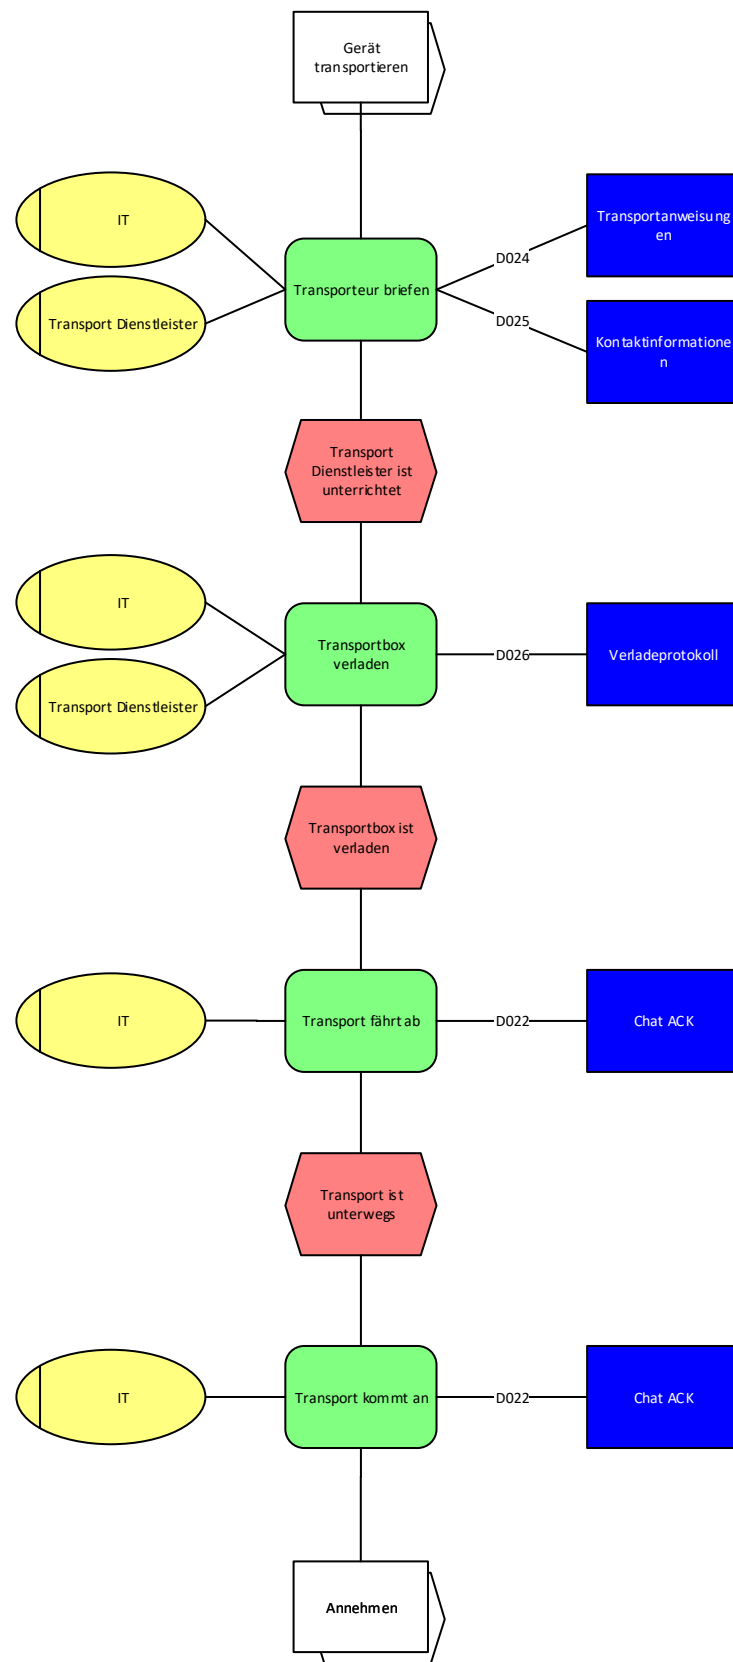 Gerät
transportieren
IT
Transport Dienstleister
Transporteur briefen
D024
D025
Transportanweisung
en
Kontaktinformatione
n
Transport
Dienstleister ist
unterrichtet
IT
Transport Dienstleister
Transportbox
verladen
D026
Verladeprotokoll
Transportbox ist
verladen
IT
Transport fährt ab
D022
Chat ACK
Transport ist
unterwegs
IT
Transport kommt an
D022
Chat ACK
Annehmen